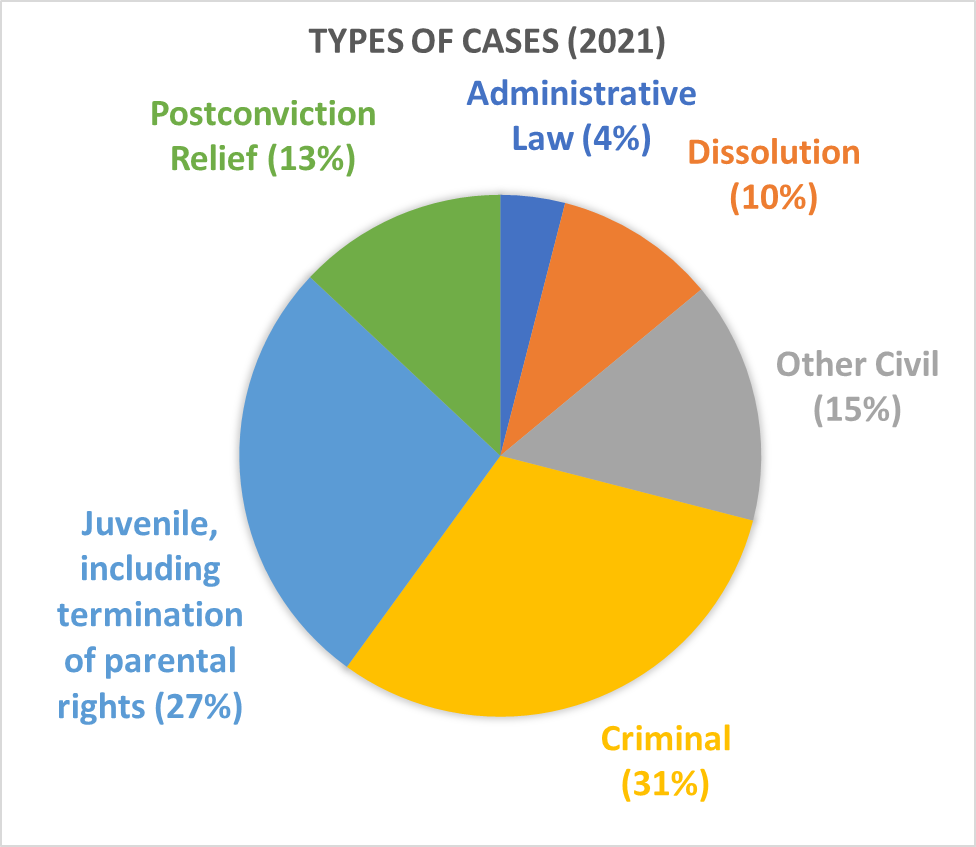 TYPES OF CASES (2021)
Administrative
Law (4%)
Dissolution
(10%)
Other Civil
(15%)
Criminal
(31%)
Juvenile,
including
termination
of parental
rights (27%)
Postconviction
Relief (13%)